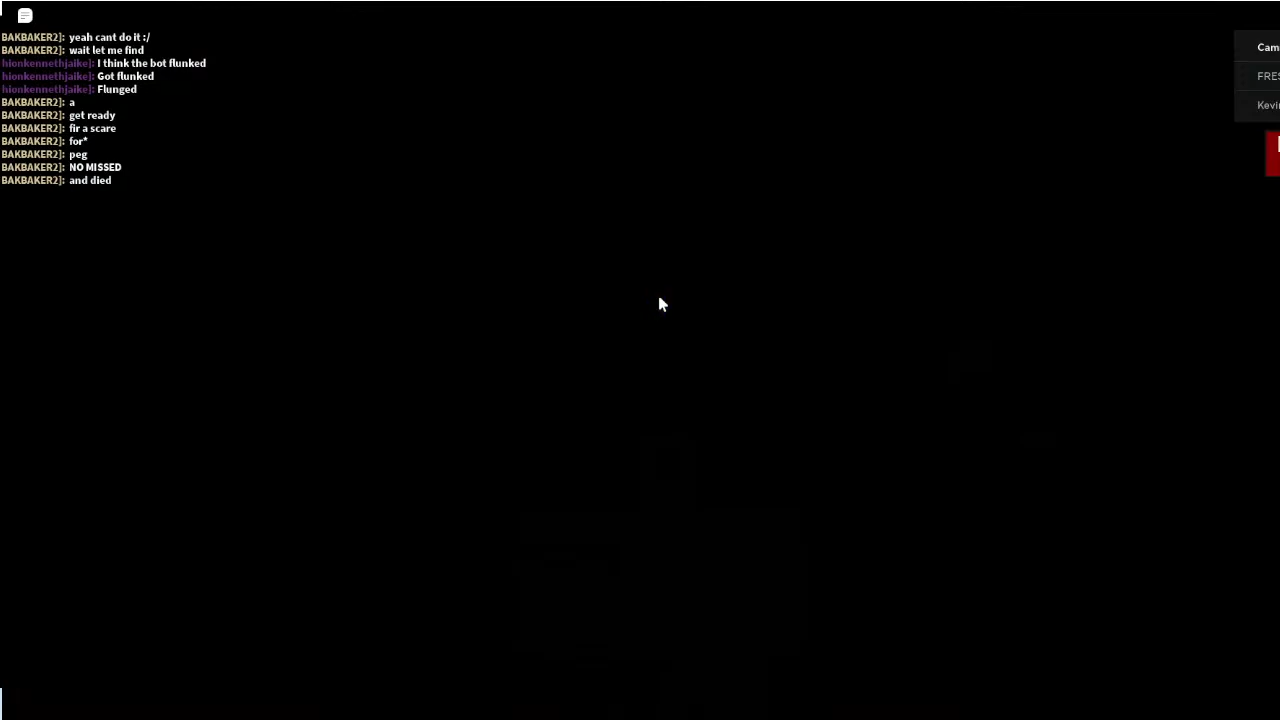 BAKBAKER2]: yeah cant do it :/
BAKBAKER2]: wait let me find
hionkennethjaike]: I think the bot flunked
hionkennethjaike]: Got flunked
hionkennethjaike]: Flunged
BAKBAKER2]: a
BAKBAKER2]: get ready
BAKBAKER2]: fir a scare
BAKBAKER2]: for*
BAKBAKER2]: peg
BAKBAKER2]: NO MISSED
BAKBAKER2]: and died
Cam
FRES
Kevi